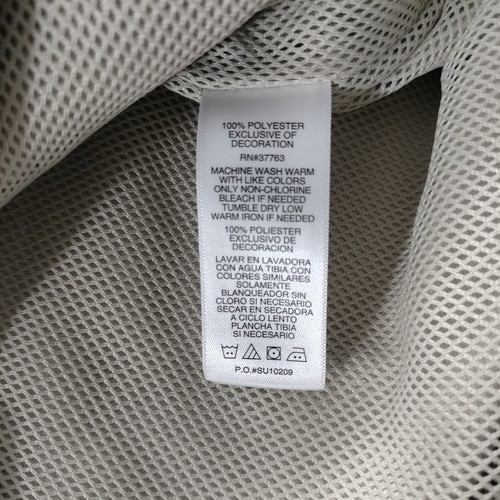 100% POLYESTER
EXCLUSIVE OF
DECORATION
RN#37763
MACHINE WASH WARM
WITH LIKE COLORS
ONLY NON-CHLORINE
BLEACH IF NEEDED
TUMBLE DRY LOW
WARM IRON IF NEEDED
100% POLIESTER
EXCLUSIVO DE
DECORACION
LAVAR EN LAVADORA
CON AGUA TIBIA CON
COLORES SIMILARES
SOLAMENTE
BLANQUEADOR SIN
CLORO SI NECESARIO
SECAR EN SECADORA
A CICLO LENTO
PLANCHA TIBIA
SI NECESARIO
P.O.#SU10209